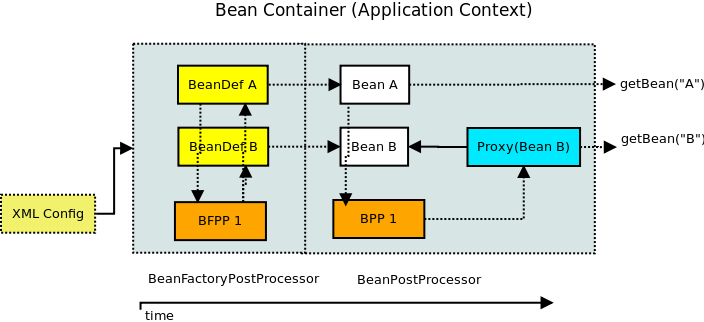 Bean Container (Application Context)
BeanDef A
Bean A
getBean("A")
BeanDef B
Bean B
Proxy(Bean B)
getBean("B")
XML Config
BFPP 1
BPP 1
BeanFactoryPostProcessor
BeanPostProcessor
time